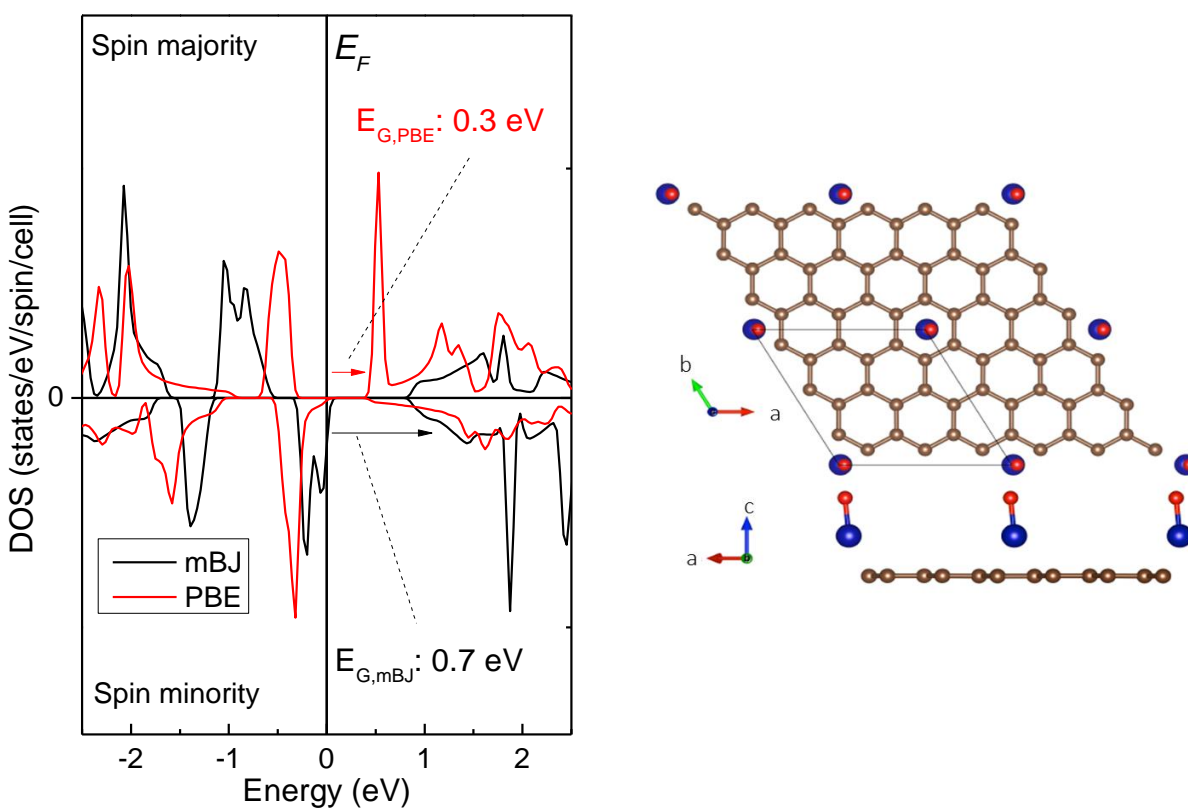 Spin majority
E_F
E_G,PBE: 0.3 eV
DOS (states/eV/spin/cell)
0
mBJ
PBE
E_G,mBJ: 0.7 eV
Spin minority
-2 -1 0 1 2
Energy (eV)
b
a
c
a